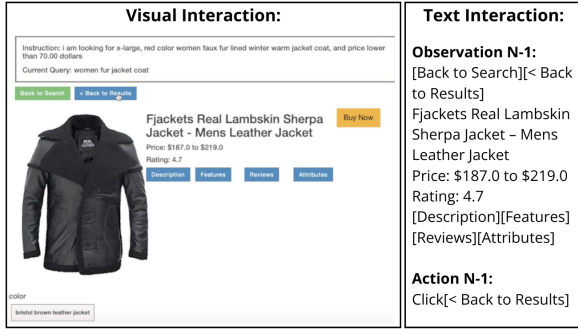 Visual Interaction:
Instruction: i am looking for x-large, red color women faux fur lined winter warm jacket coat, and price lower
than 70.00 dollars
Current Query: women fur jacket coat
Back to Search
< Back to Results
Fjackets Real Lambskin Sherpa
Jacket - Mens Leather Jacket
Buy Now
Price: $187.0 to $219.0
Rating: 4.7
Description
Features
Reviews
Attributes
color
bristol brown leather jacket
Text Interaction:
Observation N-1:
[Back to Search][< Back
to Results]
Fjackets Real Lambskin
Sherpa Jacket – Mens
Leather Jacket
Price: $187.0 to $219.0
Rating: 4.7
[Description][Features]
[Reviews][Attributes]
Action N-1:
Click[< Back to Results]